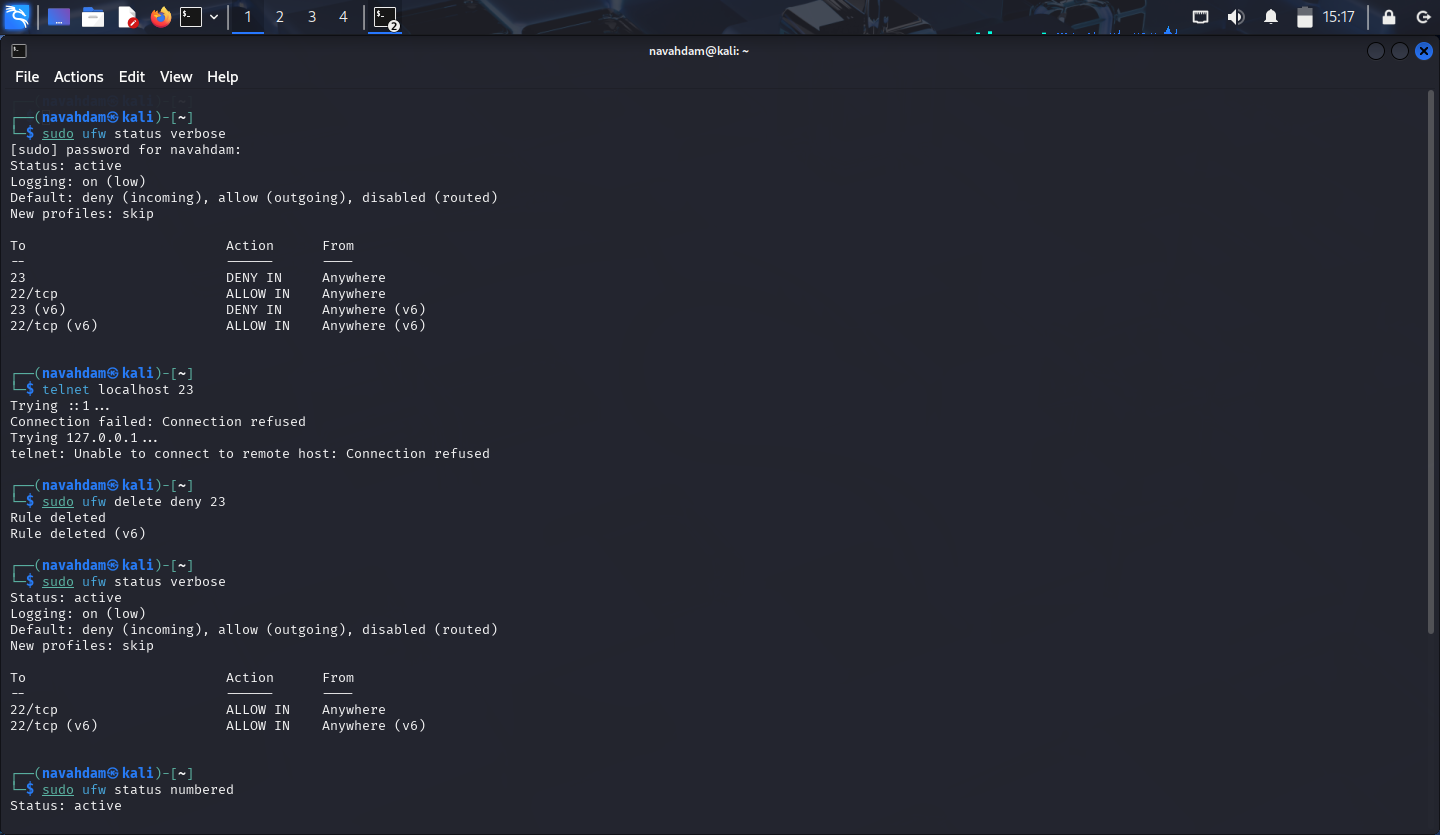 1 2 3 4 2 15:17
navahdam@kali: ~
File Actions Edit View Help
┌──(navahdam㉿kali)-[~]
└─$ sudo ufw status verbose
[sudo] password for navahdam:
Status: active
Logging: on (low)
Default: deny (incoming), allow (outgoing), disabled (routed)
New profiles: skip
To                         Action      From
--                         ------      ----
23                         DENY IN     Anywhere
22/tcp                     ALLOW IN    Anywhere
23 (v6)                    DENY IN     Anywhere (v6)
22/tcp (v6)                ALLOW IN    Anywhere (v6)
┌──(navahdam㉿kali)-[~]
└─$ telnet localhost 23
Trying ::1...
Connection failed: Connection refused
Trying 127.0.0.1...
telnet: Unable to connect to remote host: Connection refused
┌──(navahdam㉿kali)-[~]
└─$ sudo ufw delete deny 23
Rule deleted
Rule deleted (v6)
┌──(navahdam㉿kali)-[~]
└─$ sudo ufw status verbose
Status: active
Logging: on (low)
Default: deny (incoming), allow (outgoing), disabled (routed)
New profiles: skip
To                         Action      From
--                         ------      ----
22/tcp                     ALLOW IN    Anywhere
22/tcp (v6)                ALLOW IN    Anywhere (v6)
┌──(navahdam㉿kali)-[~]
└─$ sudo ufw status numbered
Status: active